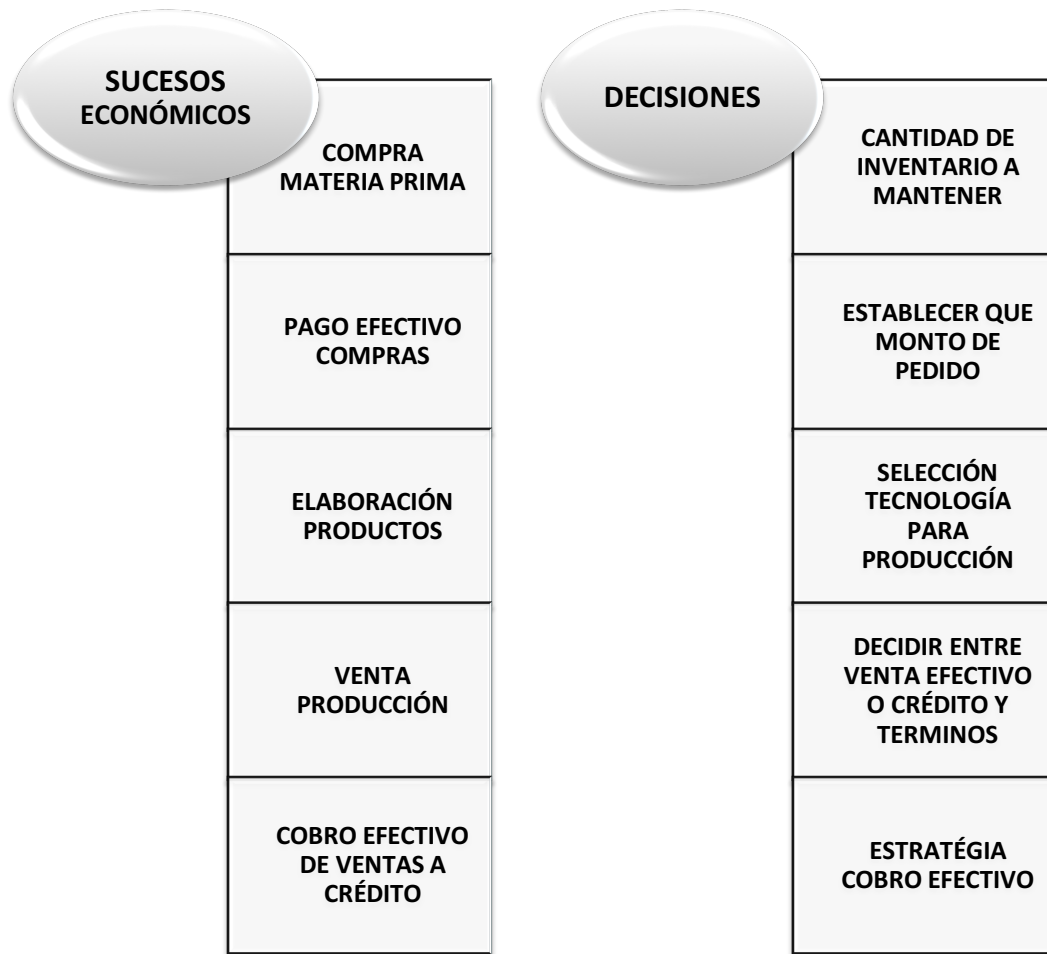 SUCESOS
ECONÓMICOS
COMPRA
MATERIA PRIMA
PAGO EFECTIVO
COMPRAS
ELABORACIÓN
PRODUCTOS
VENTA
PRODUCCIÓN
COBRO EFECTIVO
DE VENTAS A
CRÉDITO
DECISIONES
CANTIDAD DE
INVENTARIO A
MANTENER
ESTABLECER QUE
MONTO DE
PEDIDO
SELECCIÓN
TECNOLOGÍA
PARA
PRODUCCIÓN
DECIDIR ENTRE
VENTA EFECTIVO
O CRÉDITO Y
TERMINOS
ESTRATÉGIA
COBRO EFECTIVO